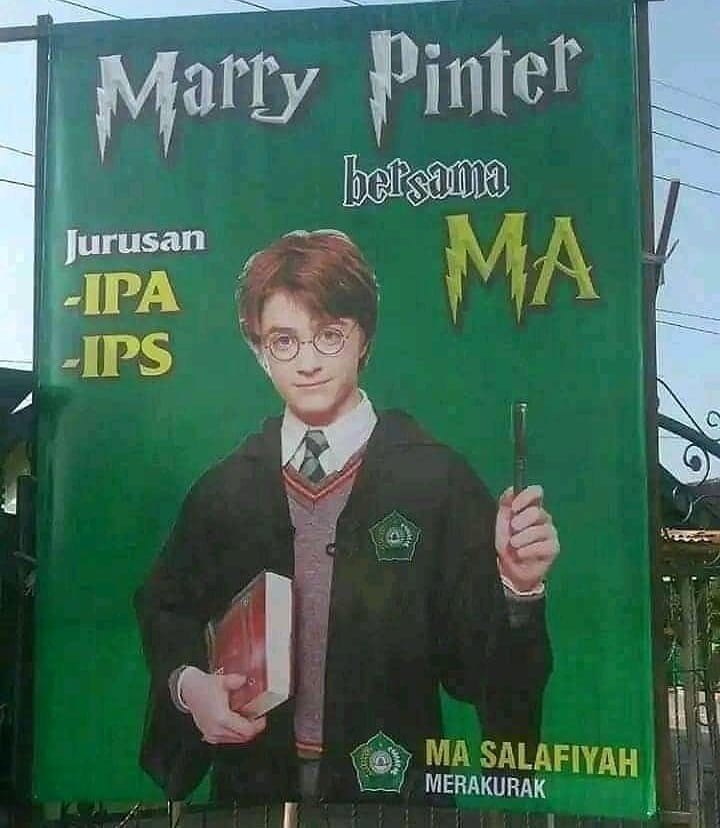 Marry Pinter
bersama
MA
Jurusan
-IPA
-IPS
MA SALAFIYAH
MERAKURAK